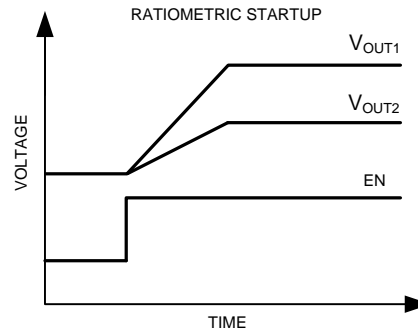 RATIOMETRIC STARTUP
VOUT1
VOUT2
EN
VOLTAGE
TIME